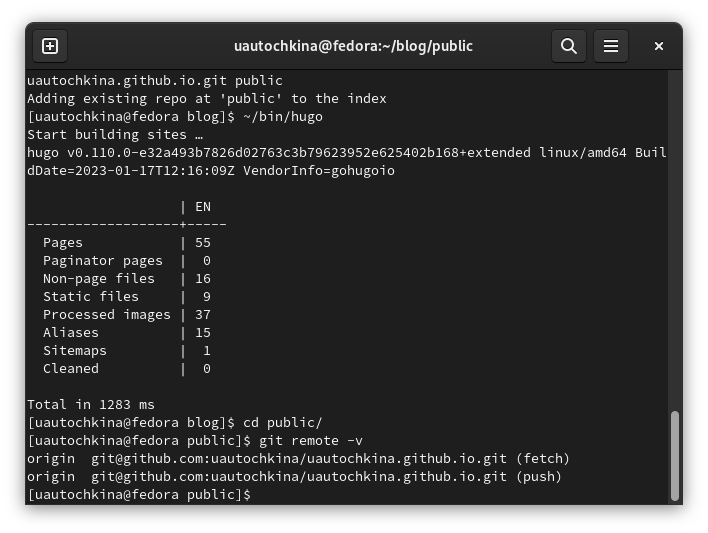 uautochkina@fedora:~/blog/public
uautochkina.github.io.git public
Adding existing repo at 'public' to the index
[uautochkina@fedora blog]$ ~/bin/hugo
Start building sites …
hugo v0.110.0-e32a493b7826d02763c3b79623952e625402b168+extended linux/amd64 Buil
dDate=2023-01-17T12:16:09Z VendorInfo=gohugoio
                   | EN
-------------------+-----
  Pages            | 55
  Paginator pages  |  0
  Non-page files   | 16
  Static files     |  9
  Processed images | 37
  Aliases          | 15
  Sitemaps         |  1
  Cleaned          |  0
Total in 1283 ms
[uautochkina@fedora blog]$ cd public/
[uautochkina@fedora public]$ git remote -v
origin  git@github.com:uautochkina/uautochkina.github.io.git (fetch)
origin  git@github.com:uautochkina/uautochkina.github.io.git (push)
[uautochkina@fedora public]$